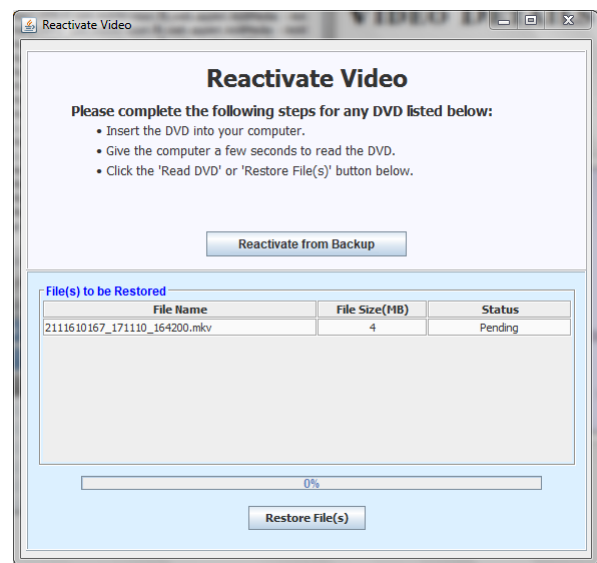 Reactivate Video
VIDEO DETAILS
Reactivate Video
Please complete the following steps for any DVD listed below:
• Insert the DVD into your computer.
• Give the computer a few seconds to read the DVD.
• Click the 'Read DVD' or 'Restore File(s)' button below.
Reactivate from Backup
File(s) to be Restored
File Name File Size(MB) Status
2111610167_171110_164200.mkv 4 Pending
0%
Restore File(s)